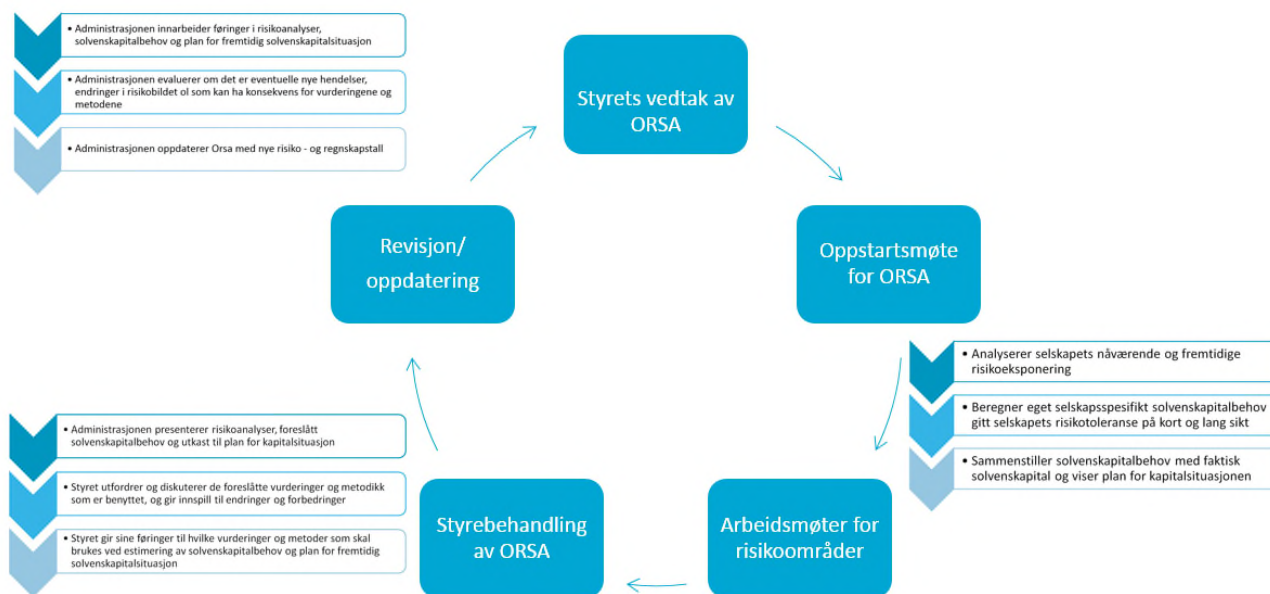 • Administrasjonen innarbeider føringer i risikoanalyser,
solvenskapitalbehov og plan for fremtidig solvenskapitalsituasjon
• Administrasjonen evaluerer om det er eventuelle nye hendelser,
endringer i risikobildet ol som kan ha konsekvens for vurderingene og
metodene
• Administrasjonen oppdaterer Orsa med nye risiko - og regnskapstall
Styrets vedtak av
ORSA
Oppstartsmøte
for ORSA
• Analyserer selskapets nåværende og fremtidige
risikoeksponering
• Beregner eget selskapsspesifikt solvenskapitalbehov
gitt selskapets risikotoleranse på kort og lang sikt
• Sammenstiller solvenskapitalbehov med faktisk
solvenskapital og viser plan for kapitalsituasjonen
Arbeidsmøter for
risikoområder
Styrebehandling
av ORSA
• Administrasjonen presenterer risikoanalyser, foreslått
solvenskapitalbehov og utkast til plan for kapitalsituasjon
• Styret utfordrer og diskuterer de foreslåtte vurderinger og metodikk
som er benyttet, og gir innspill til endringer og forbedringer
• Styret gir sine føringer til hvilke vurderinger og metoder som skal
brukes ved estimering av solvenskapitalbehov og plan for fremtidig
solvenskapitalsituasjon
Revisjon/
oppdatering